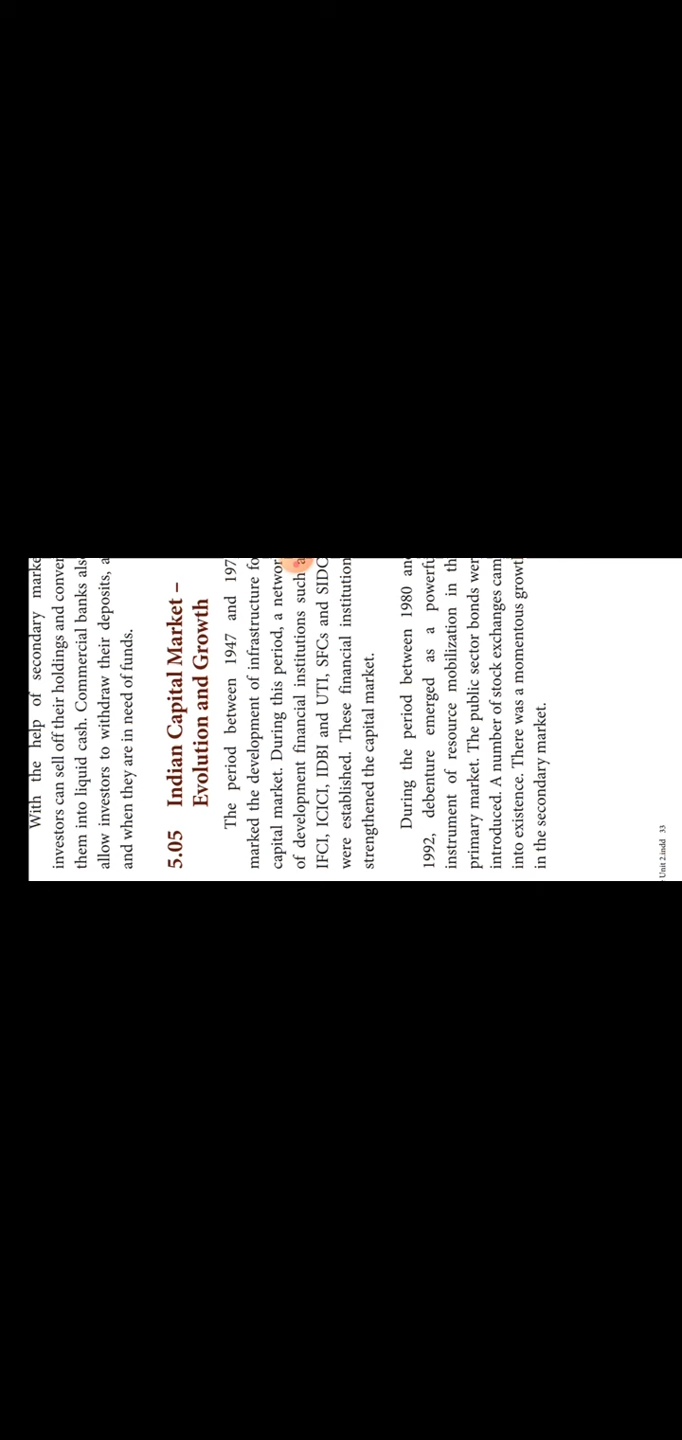 With the help of secondary marke
investors can sell off their holdings and conver
them into liquid cash. Commercial banks als
allow investors to withdraw their deposits, a
and when they are in need of funds.
5.05 Indian Capital Market –
Evolution and Growth
The period between 1947 and 197
marked the development of infrastructure fo
capital market. During this period, a networ
of development financial institutions such a
IFCI, ICICI, IDBI and UTI, SFCs and SIDC
were established. These financial institution
strengthened the capital market.
During the period between 1980 an
1992, debenture emerged as a powerfu
instrument of resource mobilization in th
primary market. The public sector bonds wer
introduced. A number of stock exchanges cam
into existence. There was a momentous growt
in the secondary market.
Unit 2.indd 33